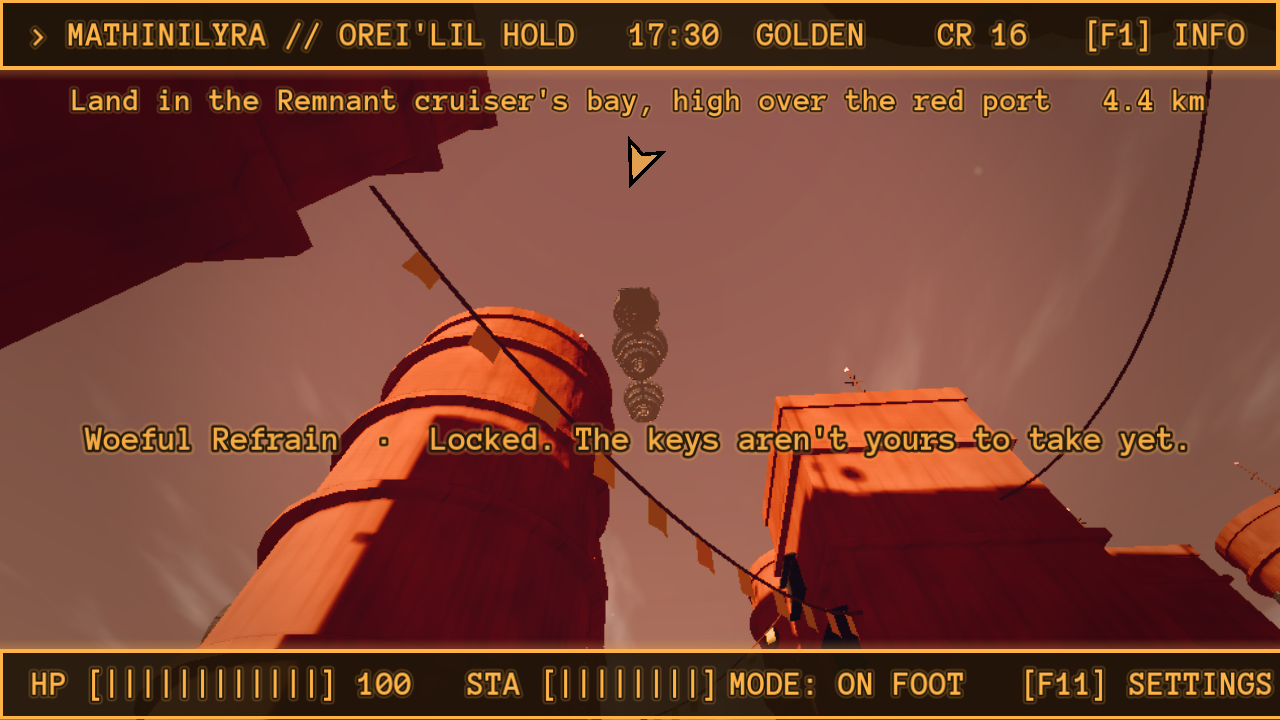 > MATHINILYRA // OREI'LIL HOLD 17:30 GOLDEN CR 16 [F1] INFO
Land in the Remnant cruiser's bay, high over the red port 4.4 km
Woeful Refrain · Locked. The keys aren't yours to take yet.
HP [||||||||||||] 100 STA [||||||||] MODE: ON FOOT [F11] SETTINGS